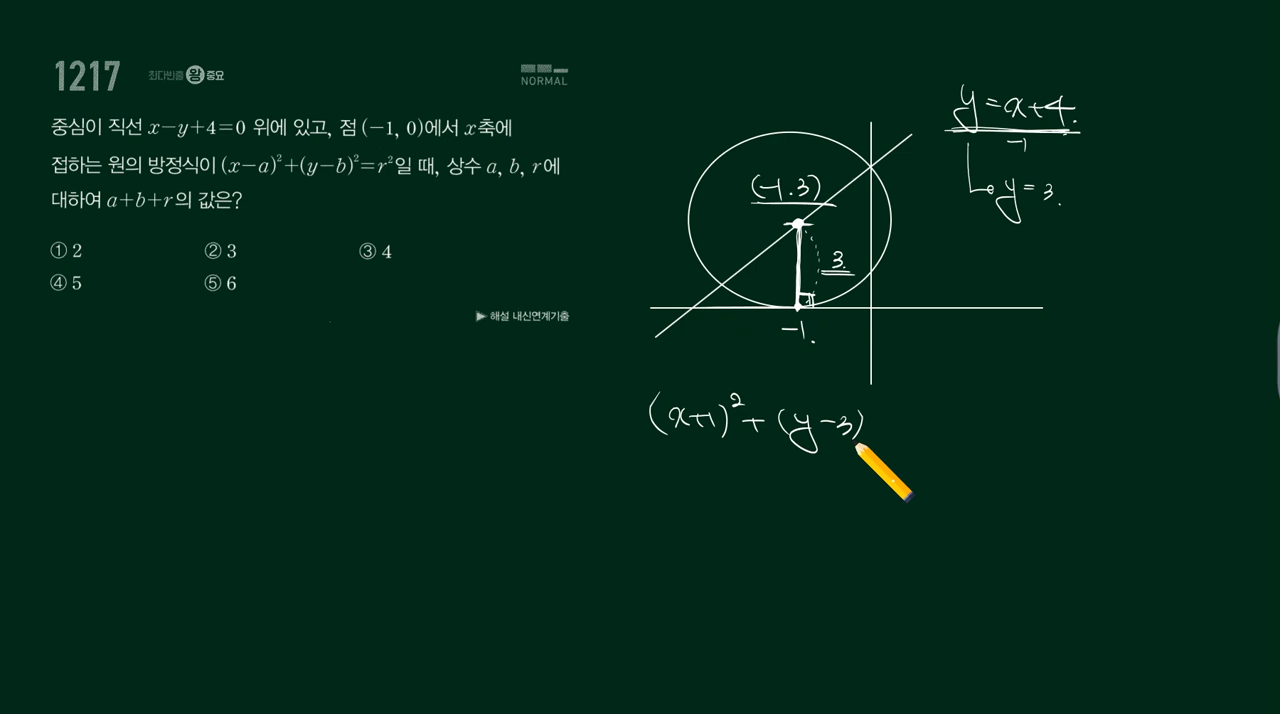 1217 최다빈출 왕 중요
NORMAL
중심이 직선 x-y+4=0 위에 있고, 점 (-1, 0)에서 x축에
접하는 원의 방정식이 (x-a)²+(y-b)²=r²일 때, 상수 a, b, r에
대하여 a+b+r의 값은?
① 2 ② 3 ③ 4
④ 5 ⑤ 6
▶ 해설 내신연계기출
y=x+4.
-1
y=3.
(-1.3)
3.
-1.
(x+1)²+(y-3)